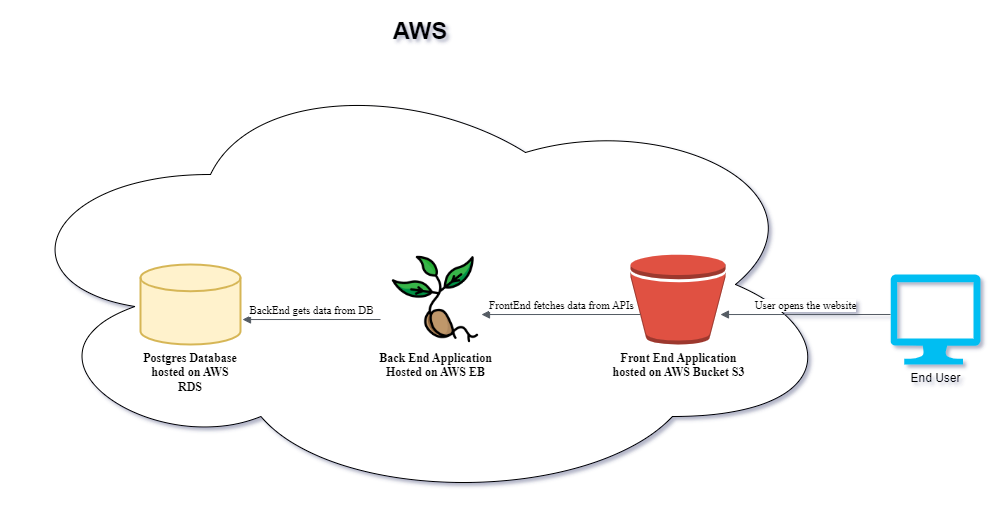 AWS
BackEnd gets data from DB
FrontEnd fetches data from APIs
User opens the website
Postgres Database
hosted on AWS
RDS
Back End Application
Hosted on AWS EB
Front End Application
hosted on AWS Bucket S3
End User